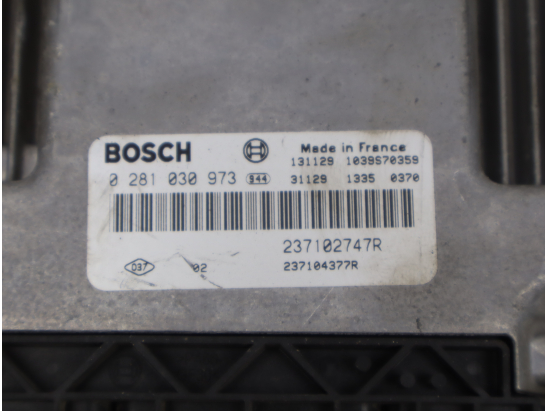 BOSCH Made in France
131129 1039S70359
0 281 030 973 944 31129 1335 0370
237102747R
D37 02 237104377R